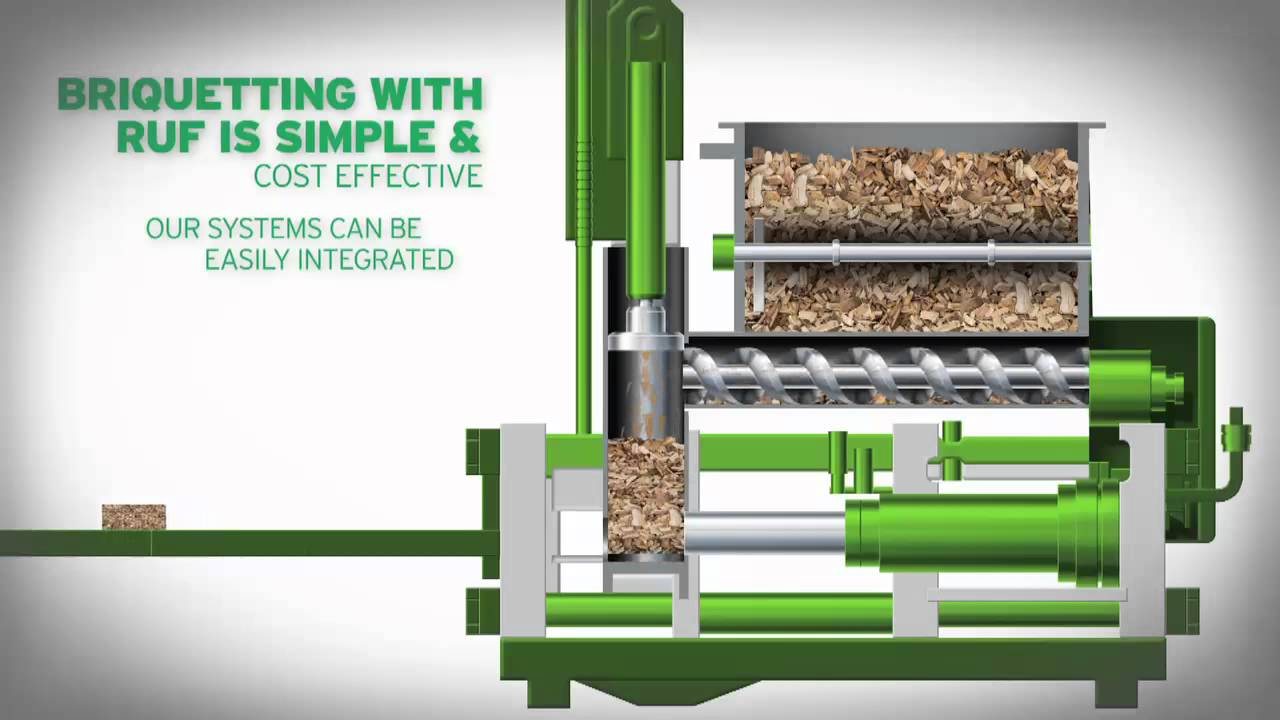 BRIQUETTING WITH
RUF IS SIMPLE &
COST EFFECTIVE
OUR SYSTEMS CAN BE
EASILY INTEGRATED